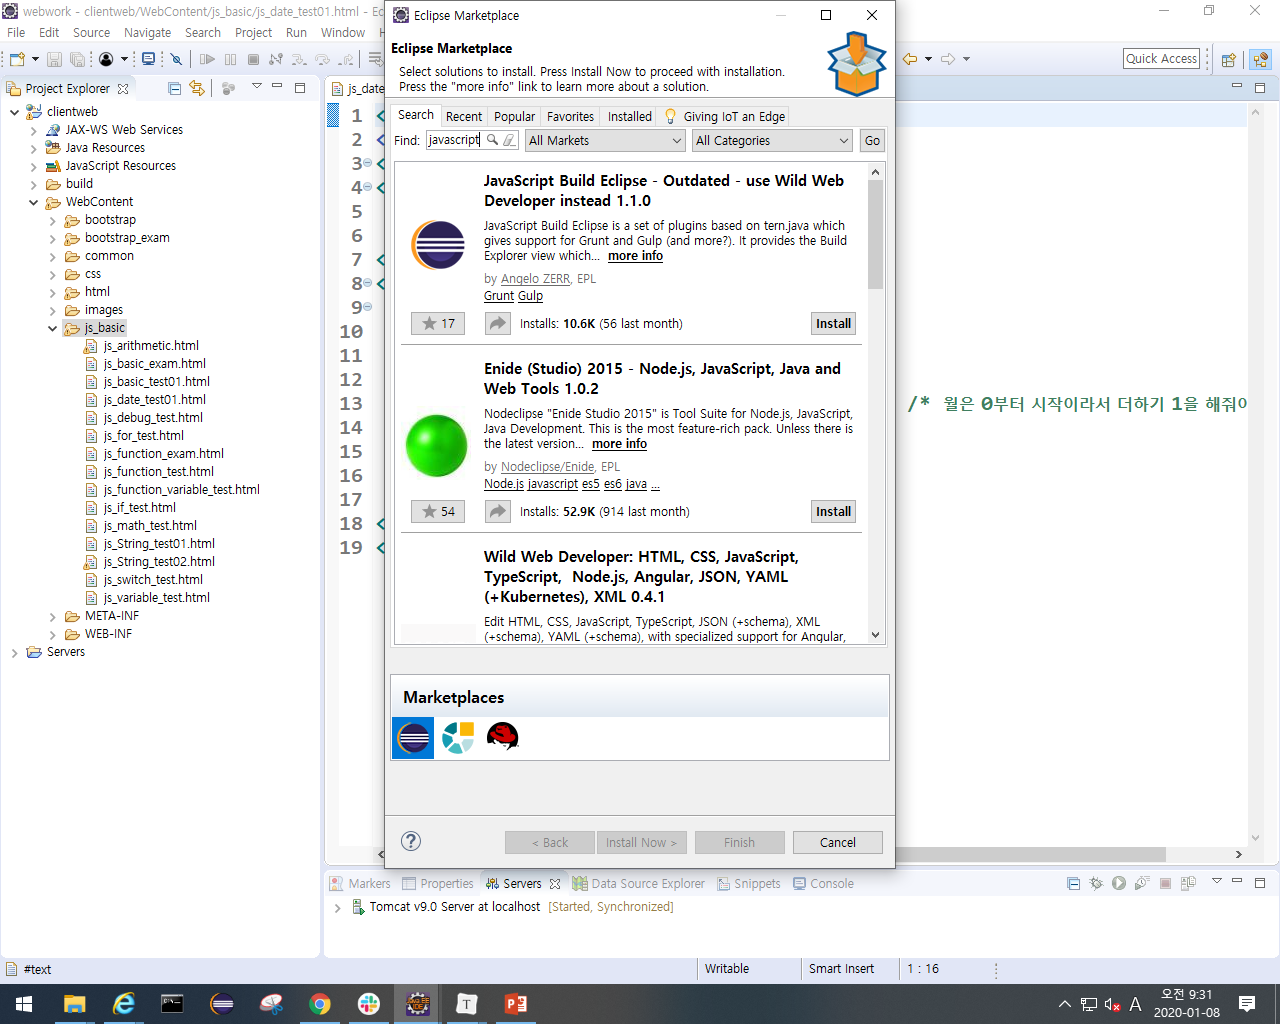 webwork - clientweb/WebContent/js_basic/js_date_test01.html - Ec
File Edit Source Navigate Search Project Run Window H
Quick Access
Project Explorer
clientweb
JAX-WS Web Services
Java Resources
JavaScript Resources
build
WebContent
bootstrap
bootstrap_exam
common
css
html
images
js_basic
js_arithmetic.html
js_basic_exam.html
js_basic_test01.html
js_date_test01.html
js_debug_test.html
js_for_test.html
js_function_exam.html
js_function_test.html
js_function_variable_test.html
js_if_test.html
js_math_test.html
js_String_test01.html
js_String_test02.html
js_switch_test.html
js_variable_test.html
META-INF
WEB-INF
Servers
js_date
1 <
2 <
3 <
4 <
5
6
7 <
8 <
9
10
11
12
13
14
15
16
17
18 <
19 <
/* 월은 0부터 시작이라서 더하기 1을 해줘야
Eclipse Marketplace
Eclipse Marketplace
Select solutions to install. Press Install Now to proceed with installation.
Press the "more info" link to learn more about a solution.
Search Recent Popular Favorites Installed Giving IoT an Edge
Find: javascript All Markets All Categories Go
JavaScript Build Eclipse - Outdated - use Wild Web
Developer instead 1.1.0
JavaScript Build Eclipse is a set of plugins based on tern.java which
gives support for Grunt and Gulp (and more?). It provides the Build
Explorer view which... more info
by Angelo ZERR, EPL
Grunt Gulp
17 Installs: 10.6K (56 last month) Install
Enide (Studio) 2015 - Node.js, JavaScript, Java and
Web Tools 1.0.2
Nodeclipse "Enide Studio 2015" is Tool Suite for Node.js, JavaScript,
Java Development. This is the most feature-rich pack. Unless there is
the latest version... more info
by Nodeclipse/Enide, EPL
Node.js javascript es5 es6 java ...
54 Installs: 52.9K (914 last month) Install
Wild Web Developer: HTML, CSS, JavaScript,
TypeScript, Node.js, Angular, JSON, YAML
(+Kubernetes), XML 0.4.1
Edit HTML, CSS, JavaScript, TypeScript, JSON (+schema), XML
(+schema), YAML (+schema), with specialized support for Angular,
Marketplaces
< Back Install Now > Finish Cancel
Markers Properties Servers Data Source Explorer Snippets Console
Tomcat v9.0 Server at localhost [Started, Synchronized]
#text Writable Smart Insert 1 : 16
JAVA EE IDE
T
A
오전 9:31
2020-01-08